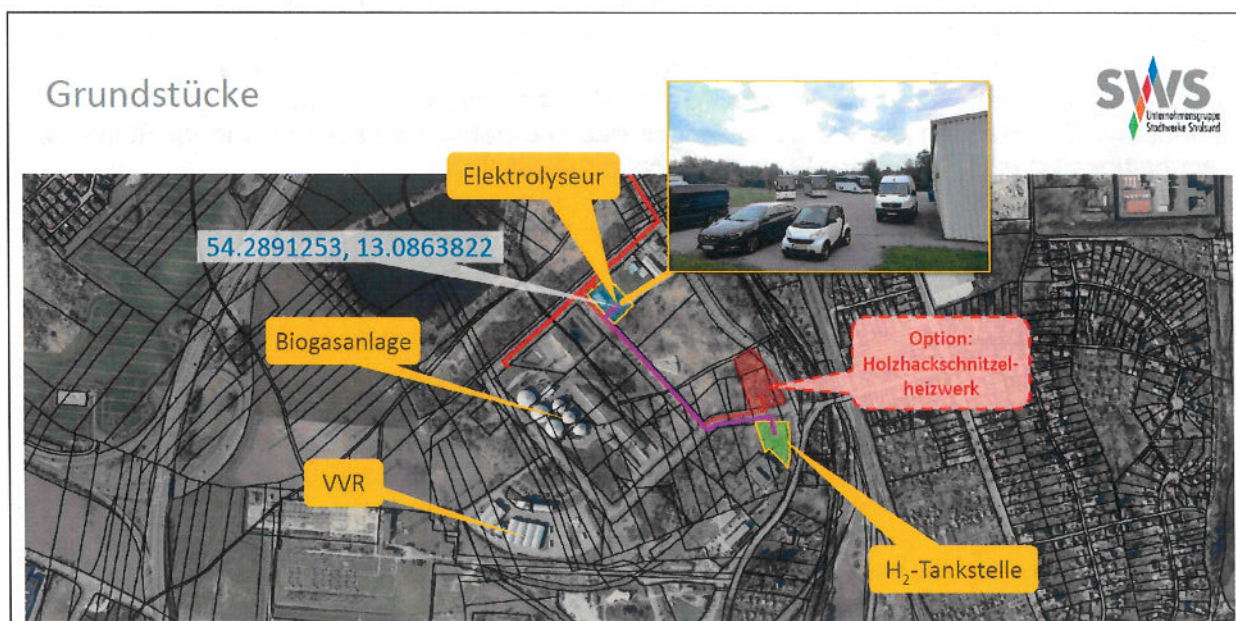 Grundstücke
SWS
Unternehmensgruppe
Stadtwerke Stralsund
Elektrolyseur
54.2891253, 13.0863822
Biogasanlage
Option:
Holzhackschnitzel-
heizwerk
VVR
H₂-Tankstelle